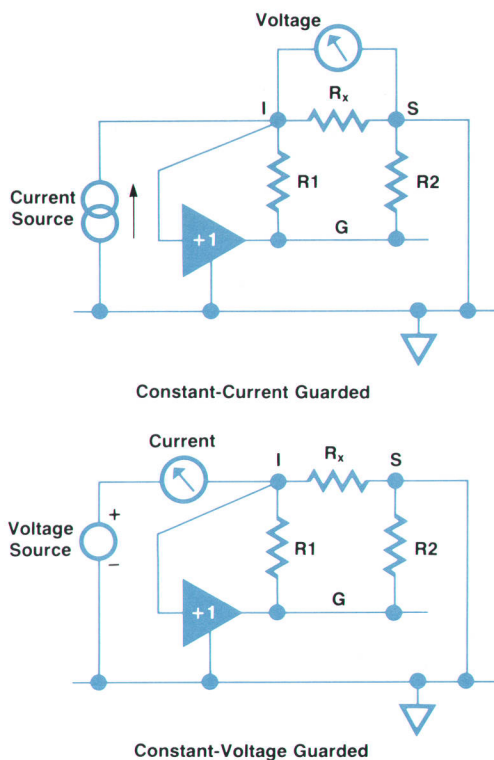 Voltage
I
Rx
S
R1
R2
Current
Source
+1
G
Constant-Current Guarded
Current
I
Rx
S
+
Voltage
Source
−
R1
R2
+1
G
Constant-Voltage Guarded